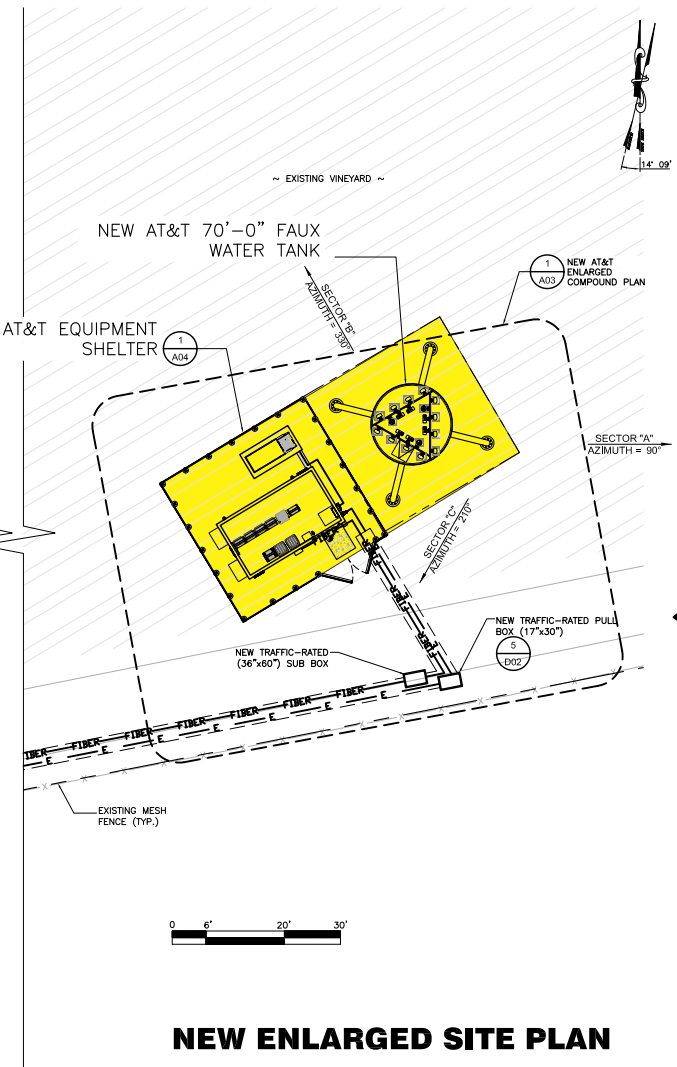 14° 09'
~ EXISTING VINEYARD ~
NEW AT&T 70'-0" FAUX
WATER TANK
1
A03
NEW AT&T
ENLARGED
COMPOUND PLAN
SECTOR "B"
AZIMUTH = 330°
AT&T EQUIPMENT
SHELTER
1
A04
SECTOR "A"
AZIMUTH = 90°
SECTOR "C"
AZIMUTH = 210°
FIBER
E
FIBER
E
FIBER
NEW TRAFFIC-RATED PULL
BOX (17"x30")
5
D02
NEW TRAFFIC-RATED
(36"x60") SUB BOX
IBER FIBER FIBER FIBER FIBER FIBER
E E E E E E
X X X X X X X X X X X X X X X
EXISTING MESH
FENCE (TYP.)
0 6' 20' 30'
NEW ENLARGED SITE PLAN